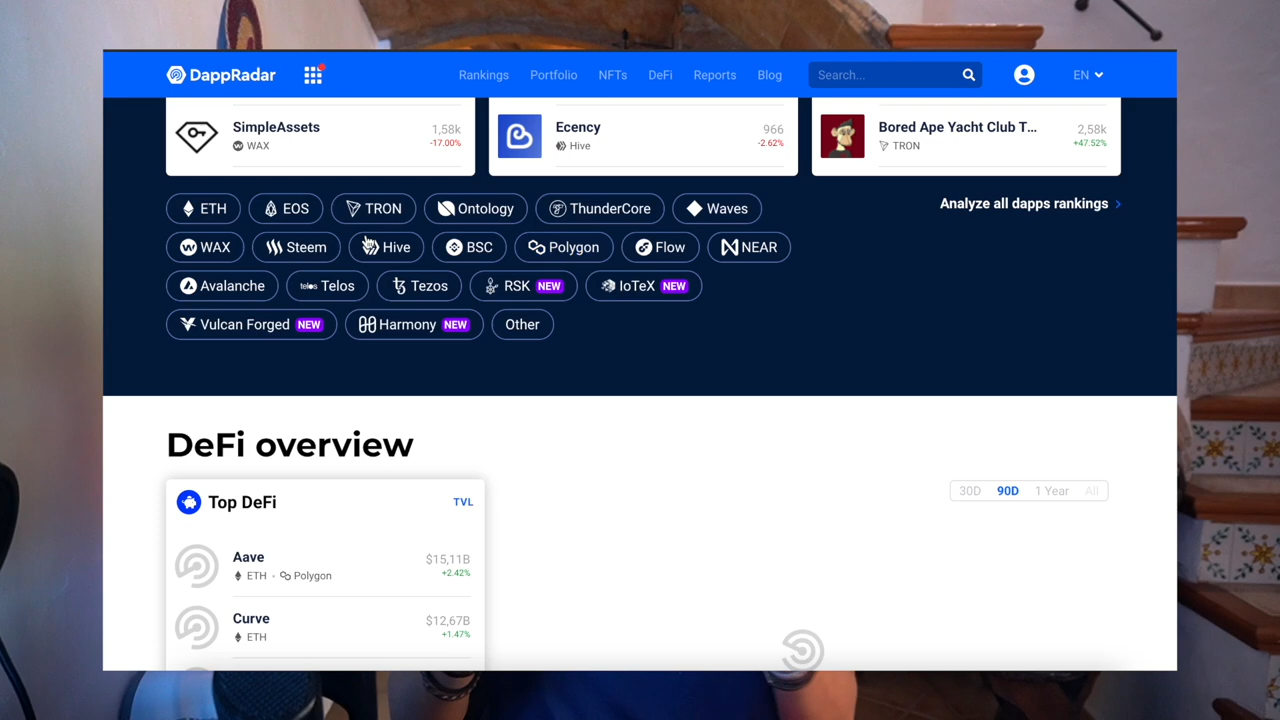 DappRadar
Rankings Portfolio NFTs DeFi Reports Blog Search... EN
SimpleAssets 1,58k
WAX -17.00%
Ecency 966
Hive -2.62%
Bored Ape Yacht Club T... 2,58k
TRON +47.52%
ETH EOS TRON Ontology ThunderCore Waves
Analyze all dapps rankings
WAX Steem Hive BSC Polygon Flow NEAR
Avalanche telos Telos Tezos RSK NEW IoTeX NEW
Vulcan Forged NEW Harmony NEW Other
DeFi overview
Top DeFi TVL
30D 90D 1 Year All
Aave $15,11B
ETH • Polygon +2.42%
Curve $12,67B
ETH +1.47%